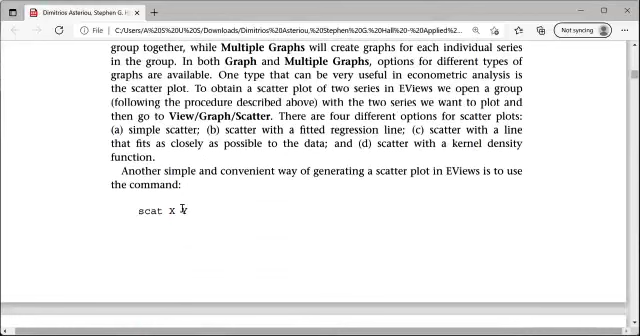 Dimitrios Asteriou, Stephen G. H
File
C:/Users/A%20S%20U%20S/Downloads/Dimitrios%20Asteriou,%20Stephen%20G.%20Hall%20-%20Applied%2...
Not syncing
group together, while Multiple Graphs will create graphs for each individual series
in the group. In both Graph and Multiple Graphs, options for different types of
graphs are available. One type that can be very useful in econometric analysis is
the scatter plot. To obtain a scatter plot of two series in EViews we open a group
(following the procedure described above) with the two series we want to plot and
then go to View/Graph/Scatter. There are four different options for scatter plots:
(a) simple scatter; (b) scatter with a fitted regression line; (c) scatter with a line
that fits as closely as possible to the data; and (d) scatter with a kernel density
function.
Another simple and convenient way of generating a scatter plot in EViews is to use
the command:
scat X Y